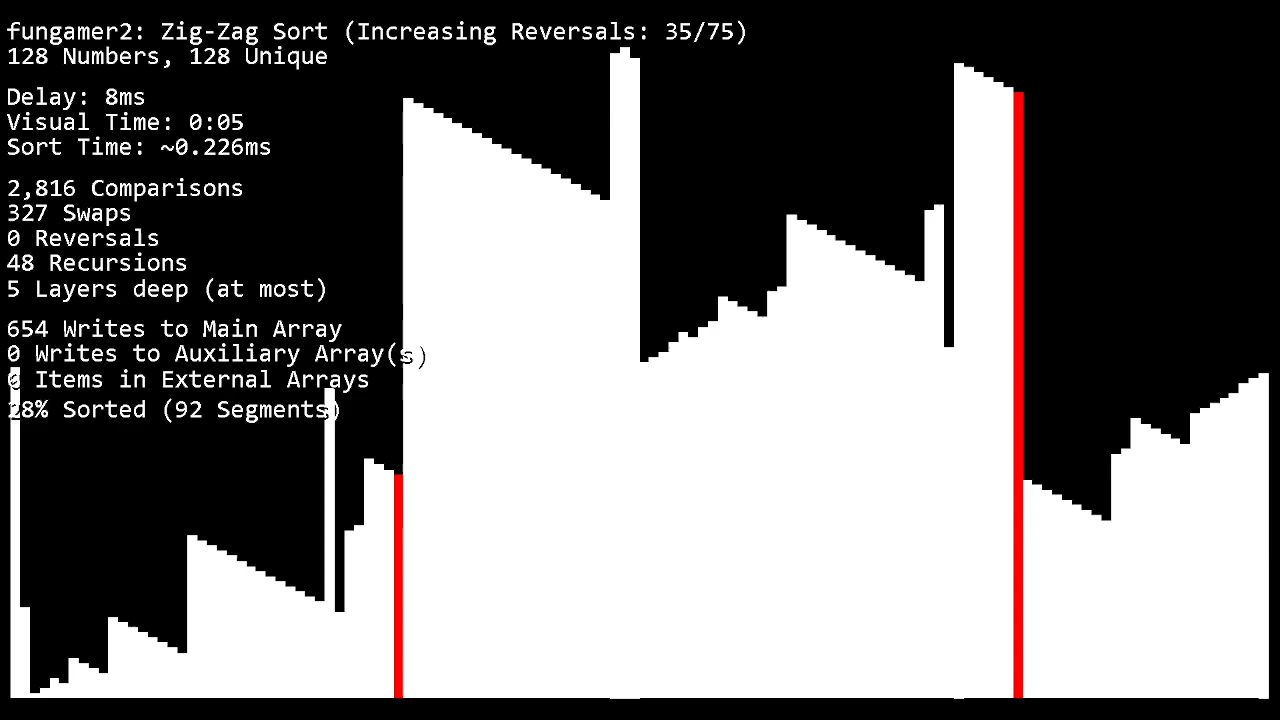 fungamer2: Zig-Zag Sort (Increasing Reversals: 35/75)
128 Numbers, 128 Unique
Delay: 8ms
Visual Time: 0:05
Sort Time: ~0.226ms
2,816 Comparisons
327 Swaps
0 Reversals
48 Recursions
5 Layers deep (at most)
654 Writes to Main Array
0 Writes to Auxiliary Array(s)
0 Items in External Arrays
28% Sorted (92 Segments)